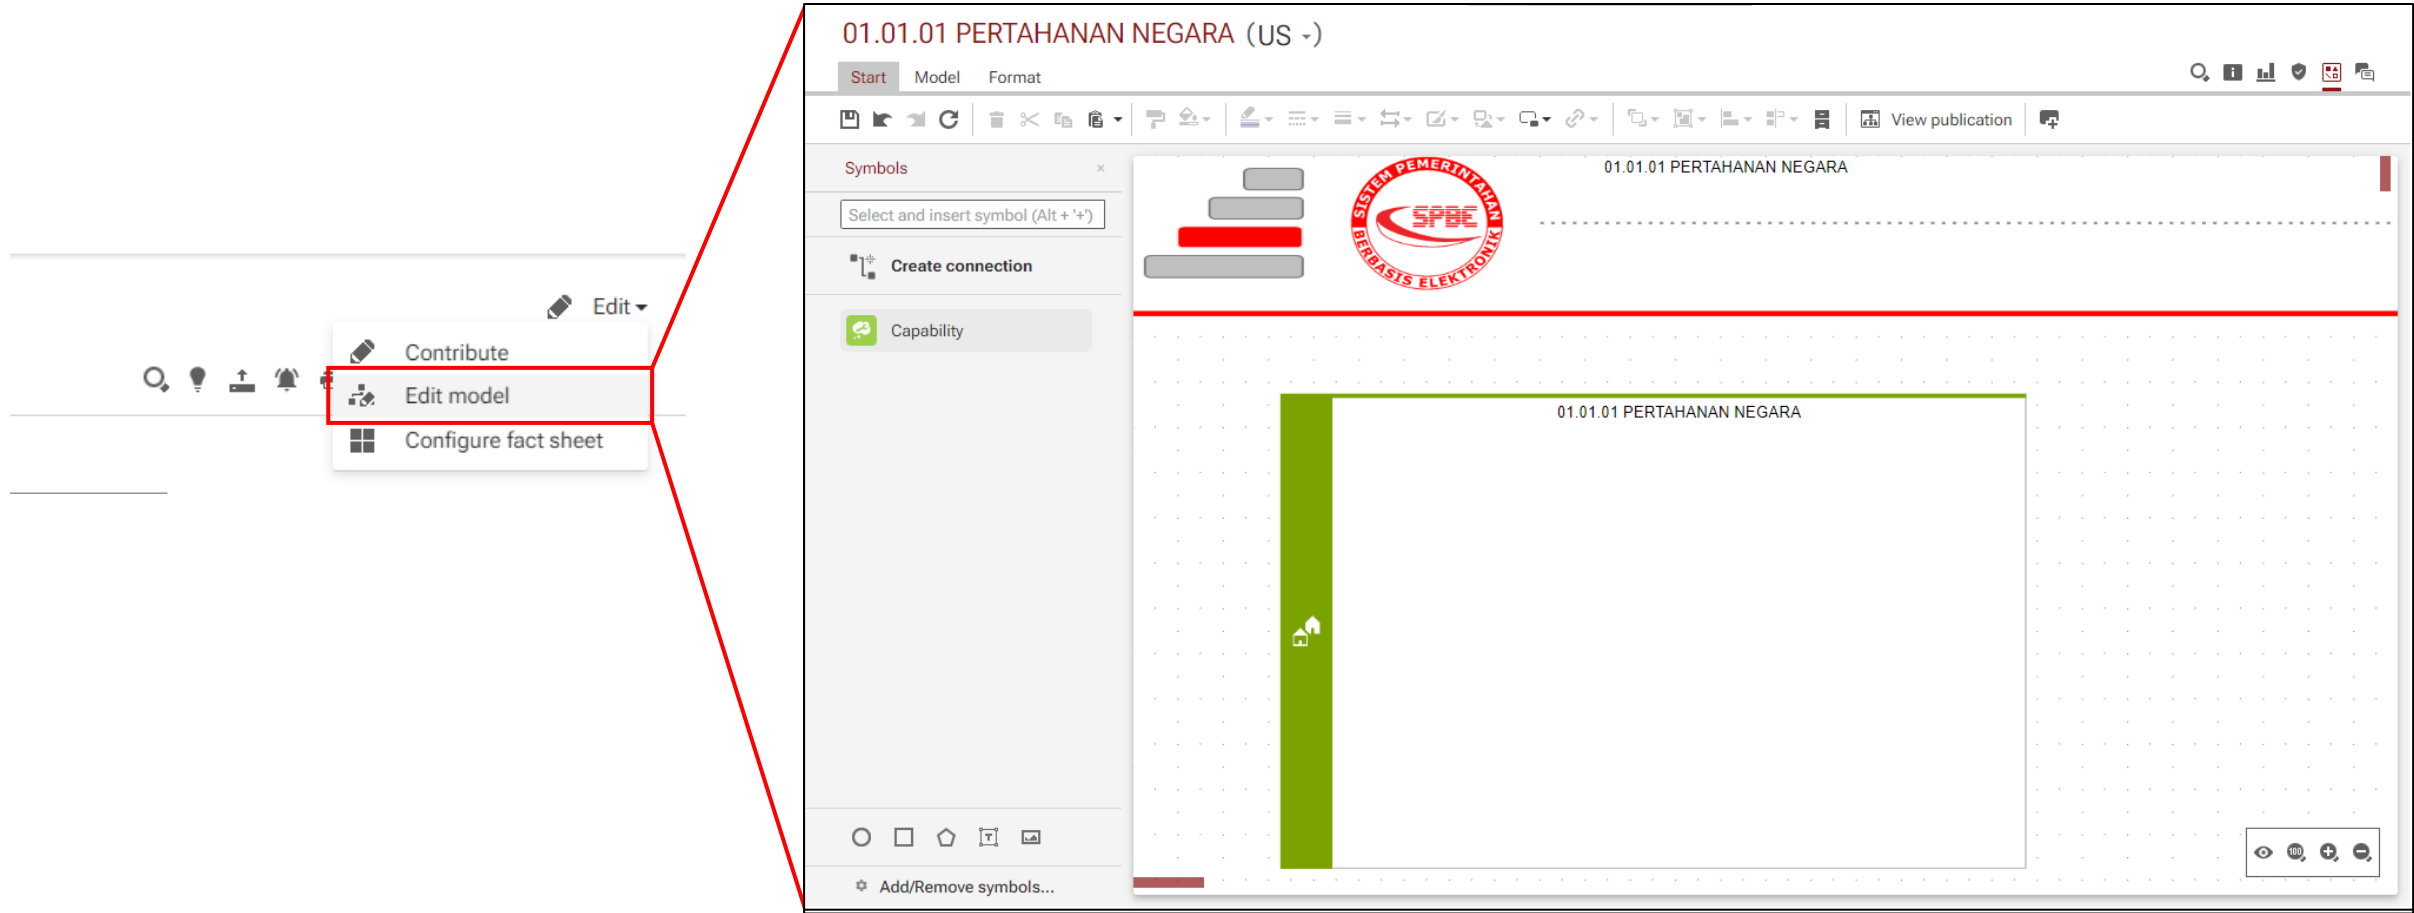 Edit
Contribute
Edit model
Configure fact sheet
01.01.01 PERTAHANAN NEGARA (US -)
Start Model Format
View publication
Symbols ×
Select and insert symbol (Alt + '+')
Create connection
Capability
Add/Remove symbols...
SISTEM PEMERINTAHAN
SPBE
BERBASIS ELEKTRONIK
01.01.01 PERTAHANAN NEGARA
01.01.01 PERTAHANAN NEGARA
100